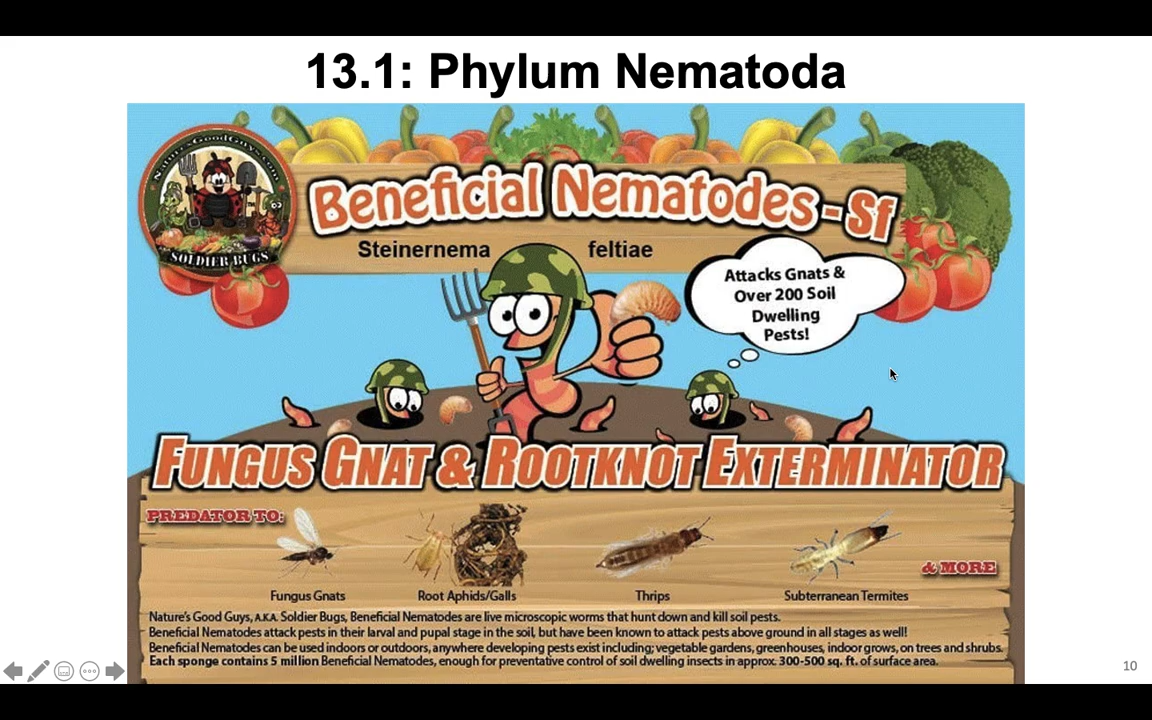 13.1: Phylum Nematoda
NaturesGoodGuys.com
SOLDIER BUGS
Beneficial Nematodes - Sf
Steinernema feltiae
Attacks Gnats &
Over 200 Soil
Dwelling
Pests!
FUNGUS GNAT & ROOTKNOT EXTERMINATOR
PREDATOR TO:
& MORE
Fungus Gnats Root Aphids/Galls Thrips Subterranean Termites
Nature's Good Guys, A.K.A. Soldier Bugs, Beneficial Nematodes are live microscopic worms that hunt down and kill soil pests.
Beneficial Nematodes attack pests in their larval and pupal stage in the soil, but have been known to attack pests above ground in all stages as well!
Beneficial Nematodes can be used indoors or outdoors, anywhere developing pests exist including; vegetable gardens, greenhouses, indoor grows, on trees and shrubs.
Each sponge contains 5 million Beneficial Nematodes, enough for preventative control of soil dwelling insects in approx. 300-500 sq. ft. of surface area.
10